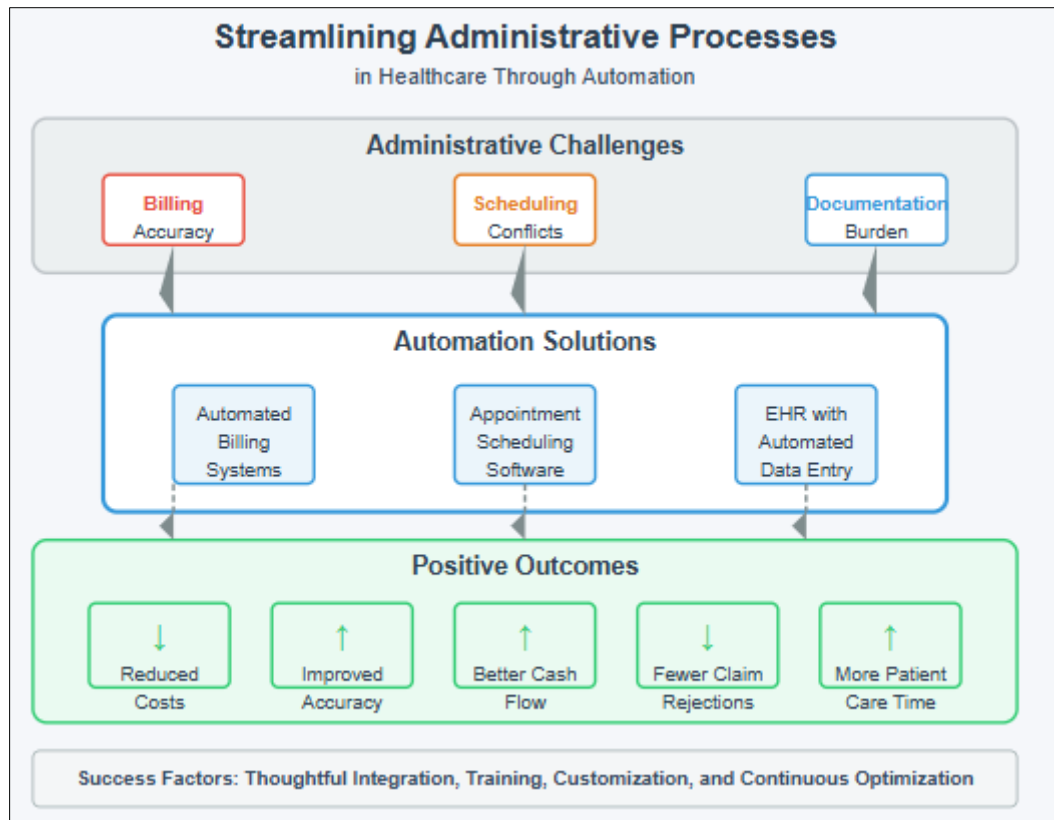 Streamlining Administrative Processes
in Healthcare Through Automation
Administrative Challenges
Billing
Accuracy
Scheduling
Conflicts
Documentation
Burden
Automation Solutions
Automated
Billing
Systems
Appointment
Scheduling
Software
EHR with
Automated
Data Entry
Positive Outcomes
↓
Reduced
Costs
↑
Improved
Accuracy
↑
Better Cash
Flow
↓
Fewer Claim
Rejections
↑
More Patient
Care Time
Success Factors: Thoughtful Integration, Training, Customization, and Continuous Optimization